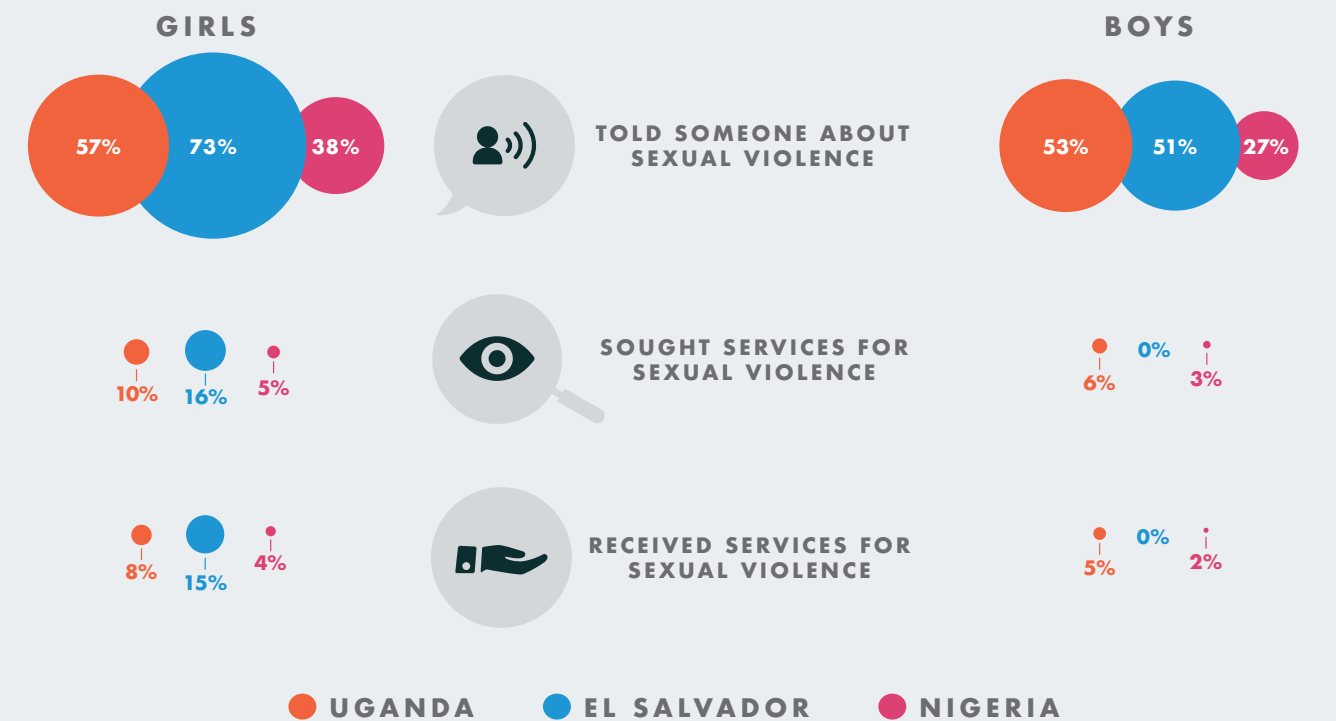 GIRLS
BOYS
57%
73%
38%
TOLD SOMEONE ABOUT
SEXUAL VIOLENCE
53%
51%
27%
10%
16%
5%
SOUGHT SERVICES FOR
SEXUAL VIOLENCE
6%
0%
3%
8%
15%
4%
RECEIVED SERVICES FOR
SEXUAL VIOLENCE
5%
0%
2%
UGANDA
EL SALVADOR
NIGERIA